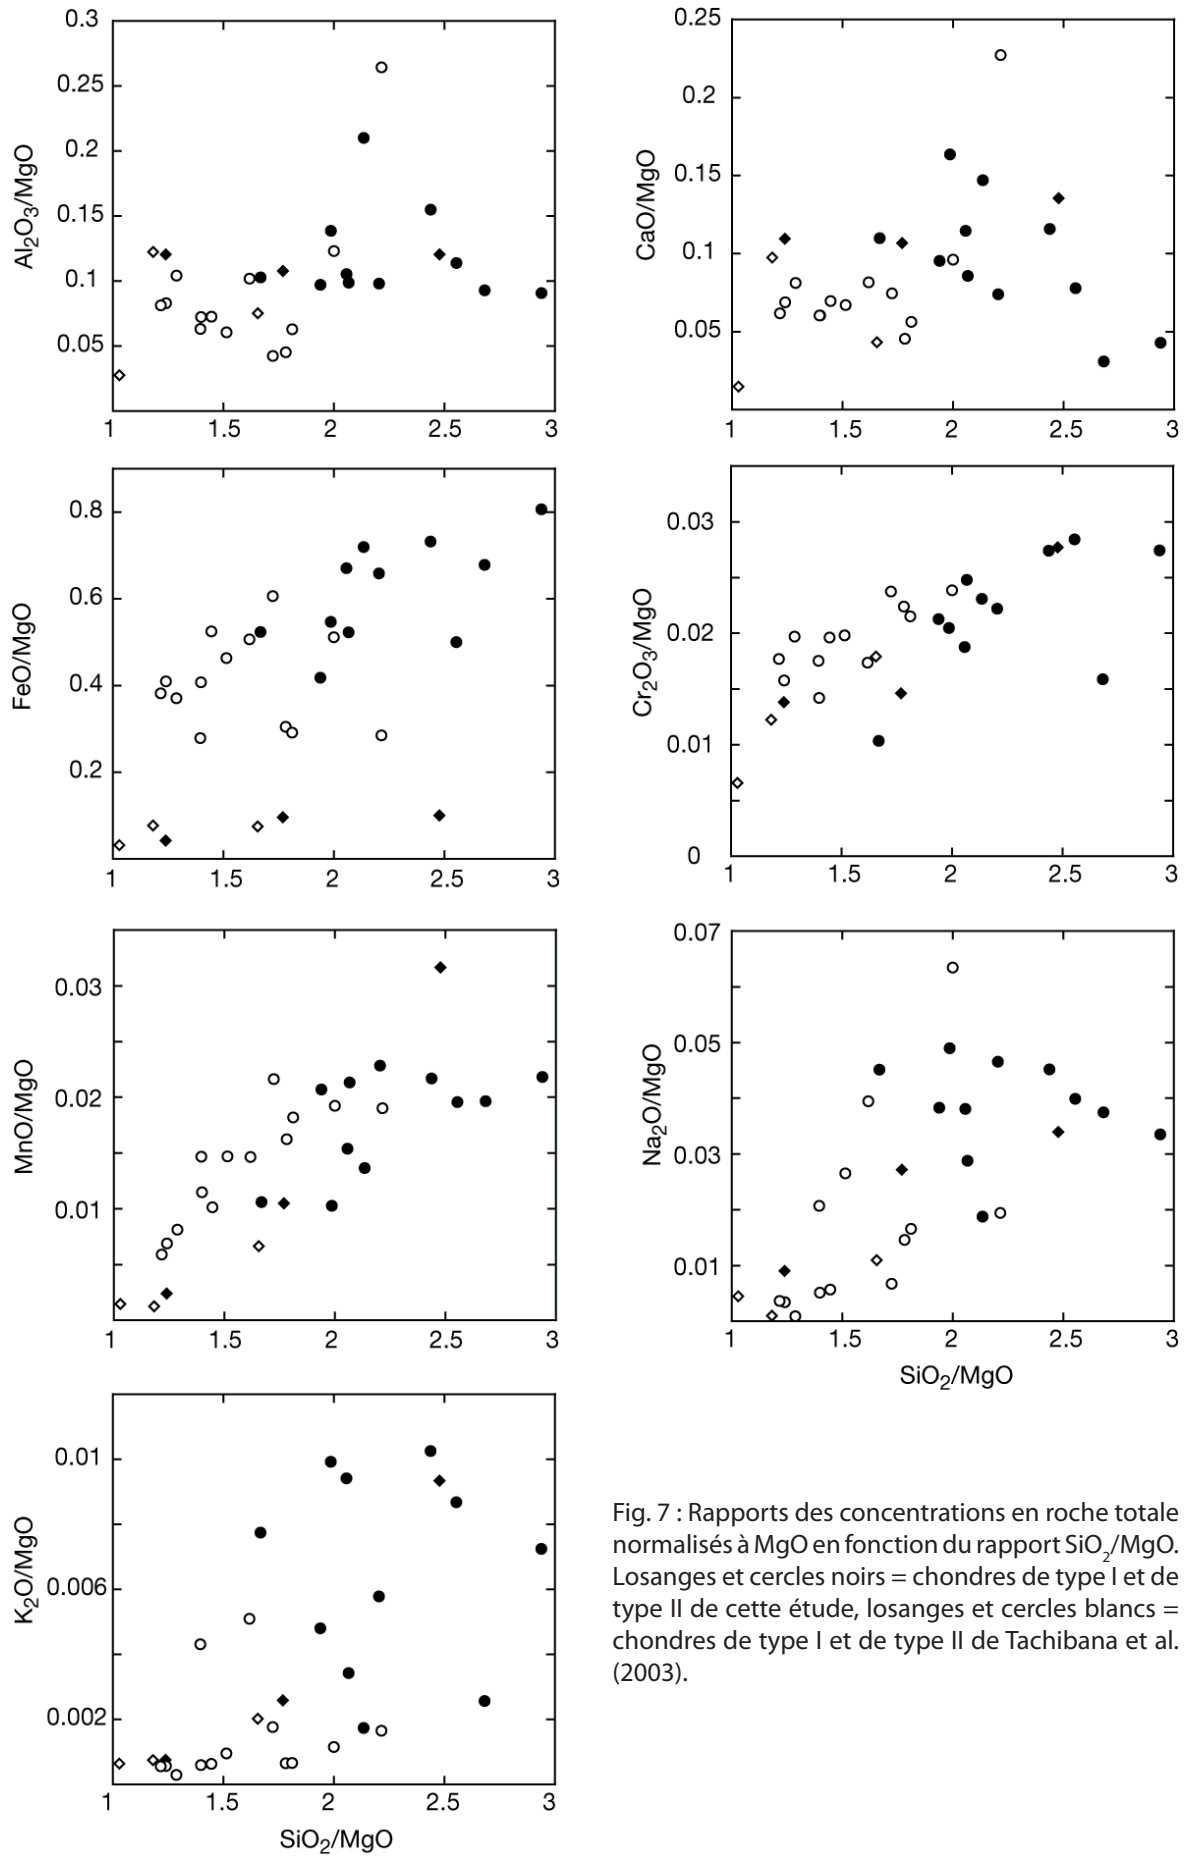 0.3
0.25
0.2
0.15
0.1
0.05
Al₂O₃/MgO
1 1.5 2 2.5 3
0.25
0.2
0.15
0.1
0.05
CaO/MgO
1 1.5 2 2.5 3
0.8
0.6
0.4
0.2
FeO/MgO
1 1.5 2 2.5 3
0.03
0.02
0.01
0
Cr₂O₃/MgO
1 1.5 2 2.5 3
0.03
0.02
0.01
MnO/MgO
1 1.5 2 2.5 3
0.07
0.05
0.03
0.01
Na₂O/MgO
1 1.5 2 2.5 3
SiO₂/MgO
0.01
0.006
0.002
K₂O/MgO
1 1.5 2 2.5 3
SiO₂/MgO
Fig. 7 : Rapports des concentrations en roche totale
normalisés à MgO en fonction du rapport SiO₂/MgO.
Losanges et cercles noirs = chondres de type I et de
type II de cette étude, losanges et cercles blancs =
chondres de type I et de type II de Tachibana et al.
(2003).